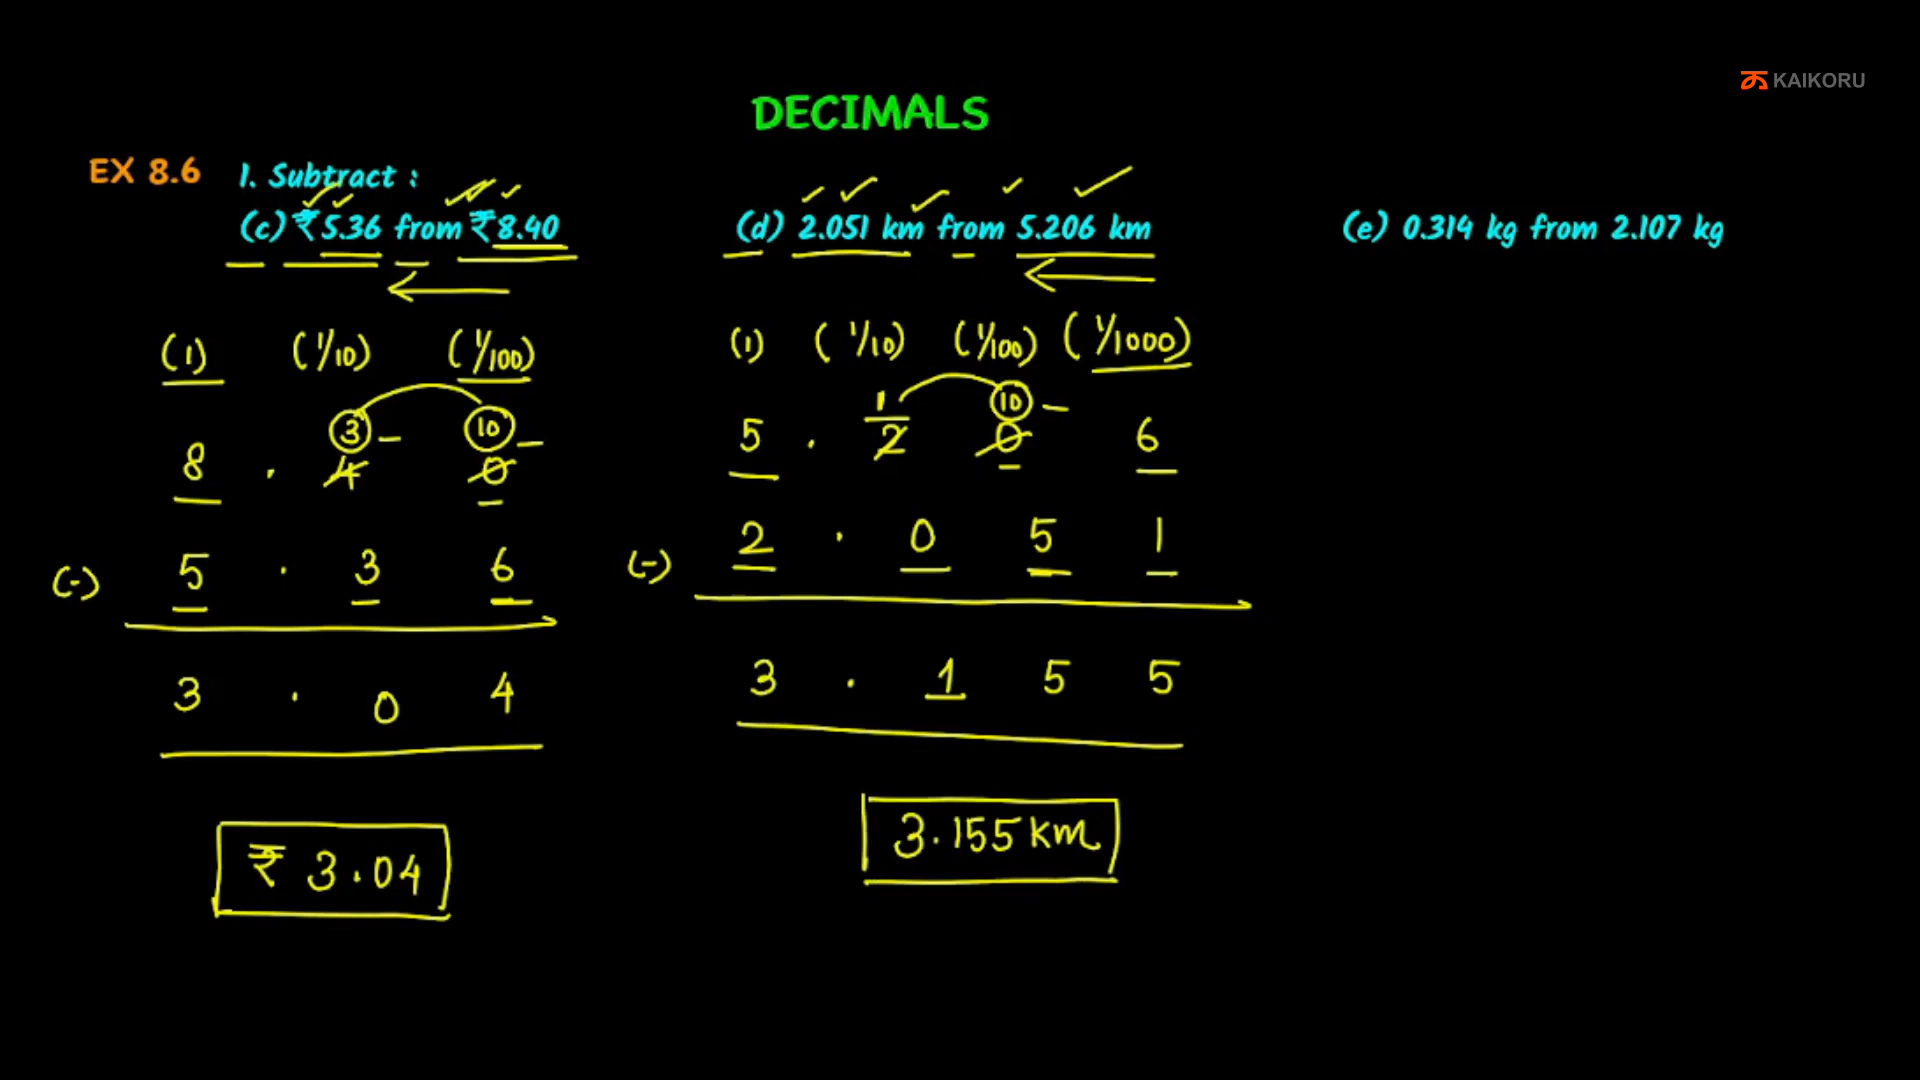 KAIKORU
DECIMALS
EX 8.6
1. Subtract :
(c) ₹ 5.36 from ₹ 8.40
(1) (1/10) (1/100)
3 10
8 . 4 0
(-) 5 . 3 6
3 . 0 4
₹ 3.04
(d) 2.051 km from 5.206 km
(1) (1/10) (1/100) (1/1000)
1 10
5 . 2 0 6
(-) 2 . 0 5 1
3 . 1 5 5
3.155 km
(e) 0.314 kg from 2.107 kg